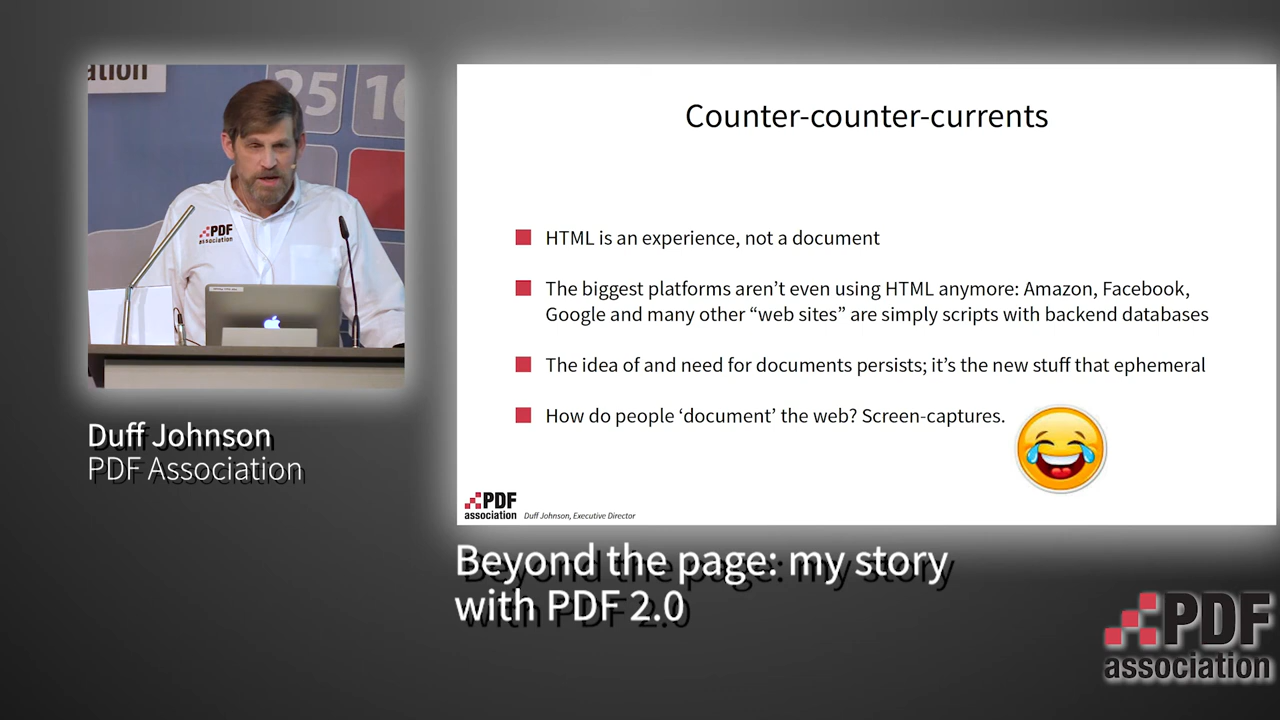 25
PDF
association
Duff Johnson
PDF Association
Counter-counter-currents
HTML is an experience, not a document
The biggest platforms aren't even using HTML anymore: Amazon, Facebook,
Google and many other “web sites” are simply scripts with backend databases
The idea of and need for documents persists; it's the new stuff that ephemeral
How do people ‘document’ the web? Screen-captures.
PDF
association
Duff Johnson, Executive Director
Beyond the page: my story
with PDF 2.0
PDF
association